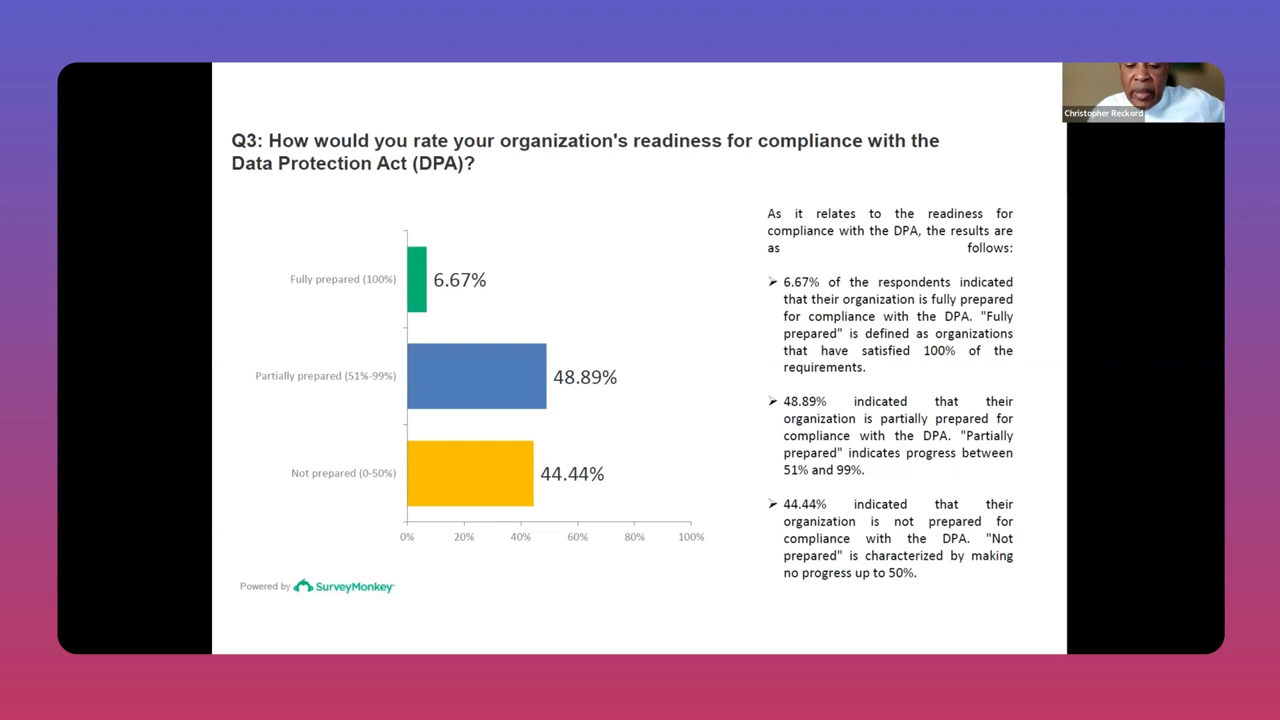 Christopher Reckord
Q3: How would you rate your organization's readiness for compliance with the
Data Protection Act (DPA)?
Fully prepared (100%)
6.67%
Partially prepared (51%-99%)
48.89%
Not prepared (0-50%)
44.44%
0%
20%
40%
60%
80%
100%
Powered by SurveyMonkey
As it relates to the readiness for
compliance with the DPA, the results are
as follows:
➢ 6.67% of the respondents indicated
that their organization is fully prepared
for compliance with the DPA. "Fully
prepared" is defined as organizations
that have satisfied 100% of the
requirements.
➢ 48.89% indicated that their
organization is partially prepared for
compliance with the DPA. "Partially
prepared" indicates progress between
51% and 99%.
➢ 44.44% indicated that their
organization is not prepared for
compliance with the DPA. "Not
prepared" is characterized by making
no progress up to 50%.